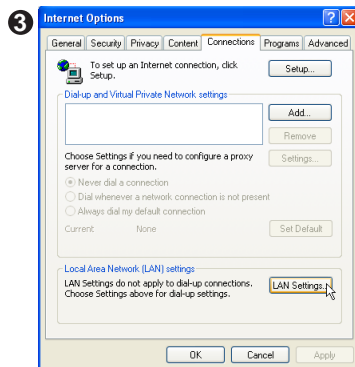 3
Internet Options
General Security Privacy Content Connections Programs Advanced
To set up an Internet connection, click
Setup.
Setup...
Dial-up and Virtual Private Network settings
Add...
Remove
Choose Settings if you need to configure a proxy
server for a connection.
Settings...
Never dial a connection
Dial whenever a network connection is not present
Always dial my default connection
Current None
Set Default
Local Area Network (LAN) settings
LAN Settings do not apply to dial-up connections.
Choose Settings above for dial-up settings.
LAN Settings...
OK Cancel Apply